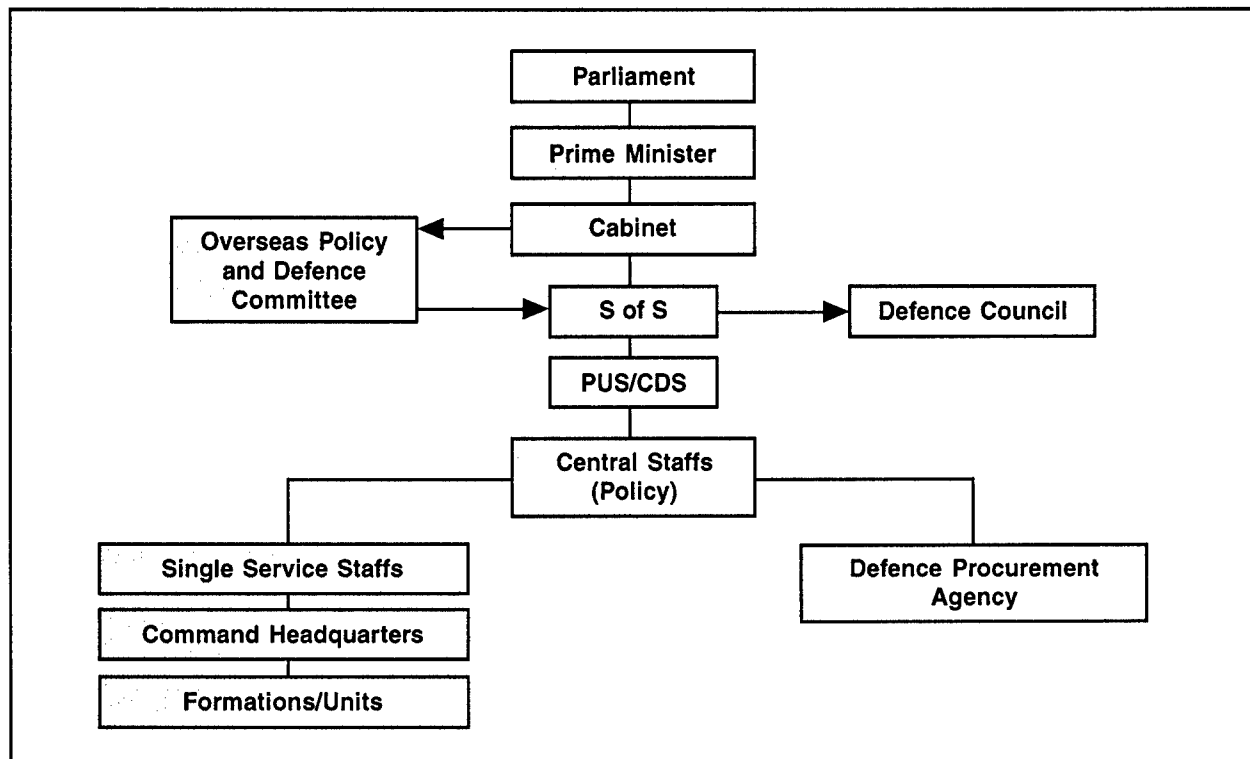 Parliament
Prime Minister
Cabinet
Overseas Policy
and Defence
Committee
S of S
Defence Council
PUS/CDS
Central Staffs
(Policy)
Single Service Staffs
Defence Procurement
Agency
Command Headquarters
Formations/Units